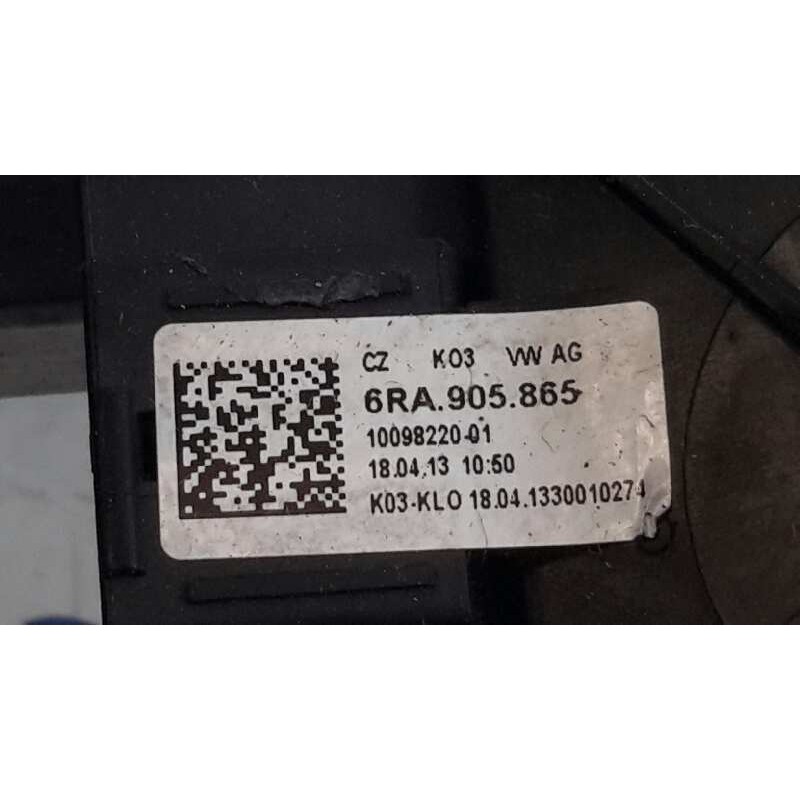 CZ K03 VW AG
6RA.905.865
10098220-01
18.04.13 10:50
K03-KLO 18.04.1330010274